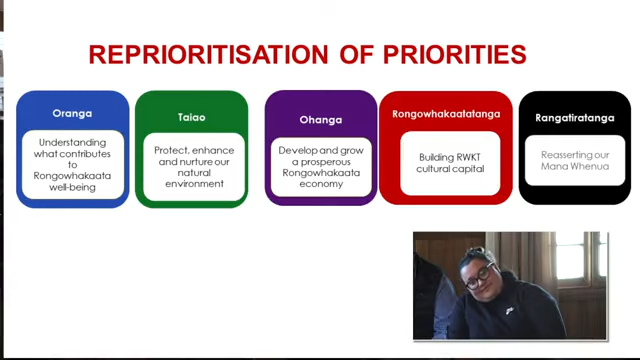 REPRIORITISATION OF PRIORITIES
Oranga
Understanding
what contributes
to
Rongowhakaata
well-being
Taiao
Protect, enhance
and nurture our
natural
environment
Ohanga
Develop and grow
a prosperous
Rongowhakaata
economy
Rongowhakaatatanga
Building RWKT
cultural capital
Rangatiratanga
Reasserting our
Mana Whenua